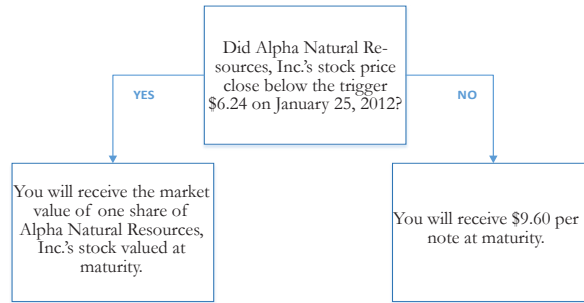 Did Alpha Natural Re-
sources, Inc.'s stock price
close below the trigger
$6.24 on January 25, 2012?
YES
NO
You will receive the market
value of one share of
Alpha Natural Resources,
Inc.'s stock valued at
maturity.
You will receive $9.60 per
note at maturity.